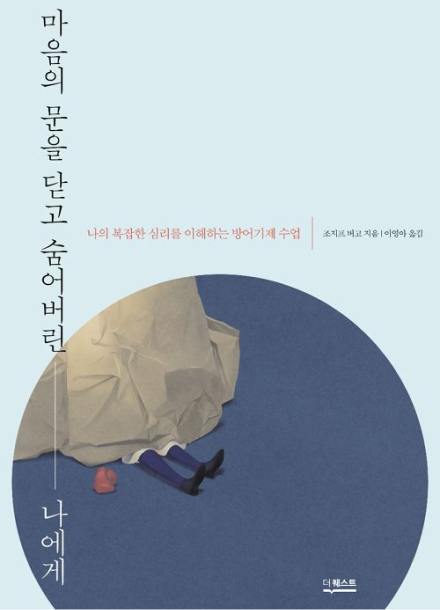 마음의 문을 닫고 숨어버린 나에게
나의 복잡한 심리를 이해하는 방어기제 수업
조지프 버고 지음 | 이영아 옮김
더퀘스트